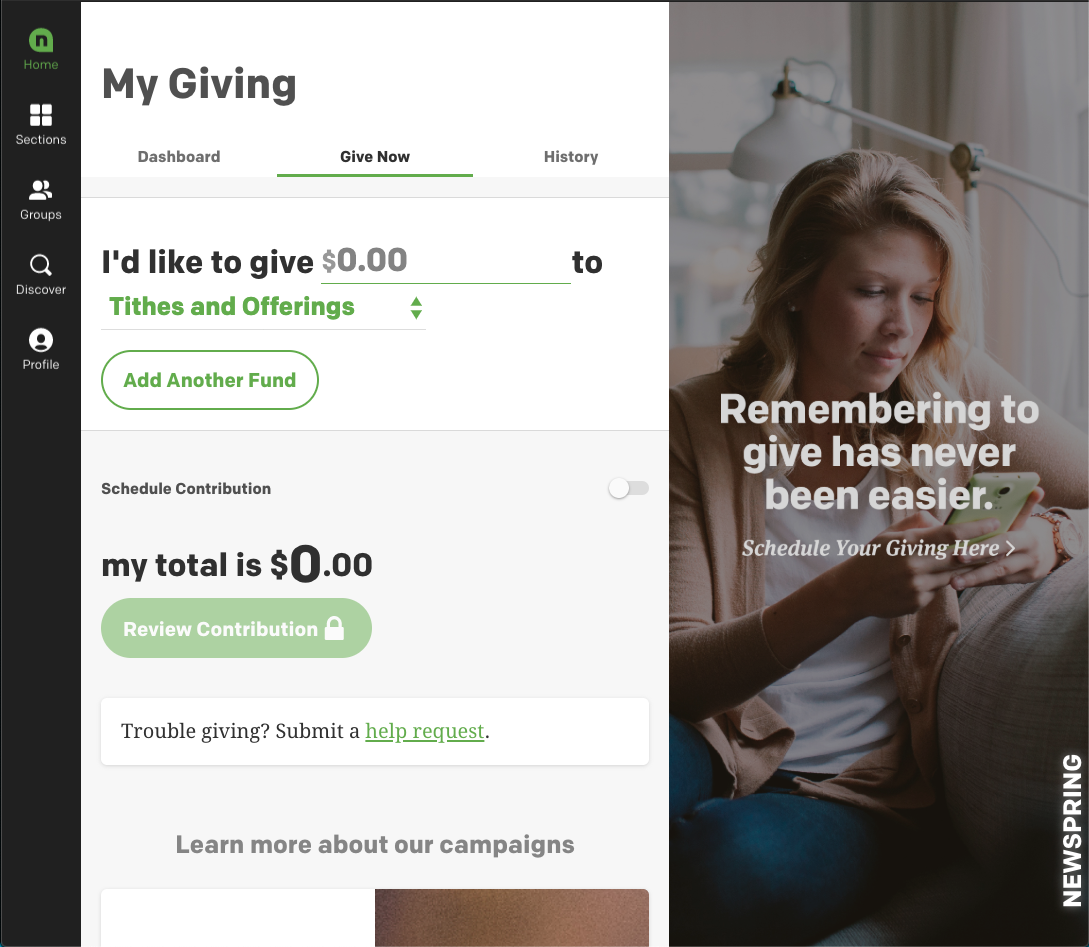 Home
Sections
Groups
Discover
Profile
My Giving
Dashboard
Give Now
History
I'd like to give $0.00 to
Tithes and Offerings
Add Another Fund
Schedule Contribution
my total is $0.00
Review Contribution
Trouble giving? Submit a help request.
Learn more about our campaigns
Remembering to
give has never
been easier.
Schedule Your Giving Here >
NEWSPRING